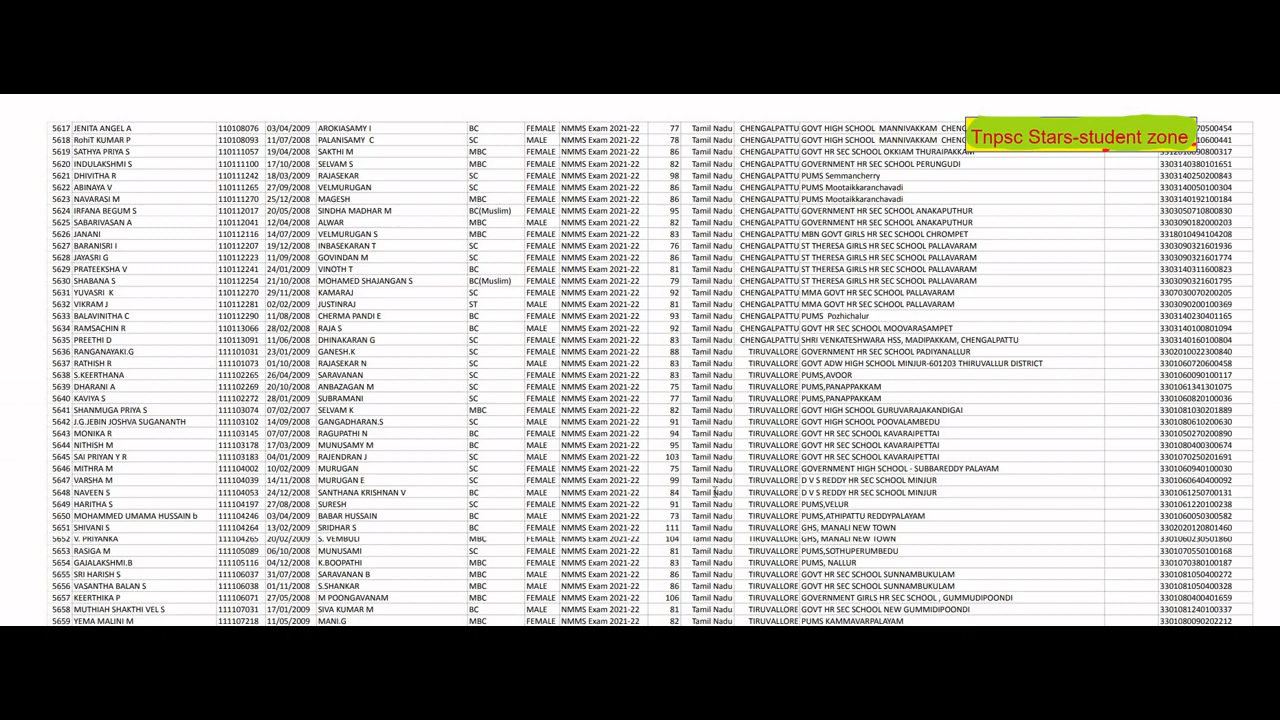 5617 JENITA ANGEL A 110108076 03/04/2009 AROKIASAMY I BC FEMALE NMMS Exam 2021-22 77 Tamil Nadu CHENGALPATTU GOVT HIGH SCHOOL MANNIVAKKAM CHENG 70500454
Tnpsc Stars-student zone
5618 RohiT KUMAR P 110108093 11/07/2008 PALANISAMY C SC MALE NMMS Exam 2021-22 78 Tamil Nadu CHENGALPATTU GOVT HIGH SCHOOL MANNIVAKKAM CHENG 10600441
5619 SATHYA PRIYA S 110111057 19/04/2008 SAKTHI M MBC FEMALE NMMS Exam 2021-22 86 Tamil Nadu CHENGALPATTU GOVT HR SEC SCHOOL OKKIAM THURAIPAKKAM
5620 INDULAKSHMI S 110111100 17/10/2008 SELVAM S MBC FEMALE NMMS Exam 2021-22 82 Tamil Nadu CHENGALPATTU GOVERNMENT HR SEC SCHOOL PERUNGUDI 3303140380101651
5621 DHIVITHA R 110111242 18/03/2009 RAJASEKAR SC FEMALE NMMS Exam 2021-22 98 Tamil Nadu CHENGALPATTU PUMS Semmancherry 3303140250200843
5622 ABINAYA V 110111265 27/09/2008 VELMURUGAN SC FEMALE NMMS Exam 2021-22 86 Tamil Nadu CHENGALPATTU PUMS Mootaikkaranchavadi 3303140050100304
5623 NAVARASI M 110111270 25/12/2008 MAGESH MBC FEMALE NMMS Exam 2021-22 86 Tamil Nadu CHENGALPATTU PUMS Mootaikkaranchavadi 3303140192100184
5624 IRFANA BEGUM S 110112017 20/05/2008 SINDHA MADHAR M BC(Muslim) FEMALE NMMS Exam 2021-22 95 Tamil Nadu CHENGALPATTU GOVERNMENT HR SEC SCHOOL ANAKAPUTHUR 3303050710800830
5625 SABARIVASAN A 110112041 12/04/2008 ALWAR MBC MALE NMMS Exam 2021-22 82 Tamil Nadu CHENGALPATTU GOVERNMENT HR SEC SCHOOL ANAKAPUTHUR 3303090182000203
5626 JANANI 110112116 14/07/2009 VELMURUGAN S MBC FEMALE NMMS Exam 2021-22 83 Tamil Nadu CHENGALPATTU MBN GOVT GIRLS HR SEC SCHOOL CHROMPET 3318010494104208
5627 BARANISRI I 110112207 19/12/2008 INBASEKARAN T SC FEMALE NMMS Exam 2021-22 76 Tamil Nadu CHENGALPATTU ST THERESA GIRLS HR SEC SCHOOL PALLAVARAM 3303090321601936
5628 JAYASRI G 110112223 11/09/2008 GOVINDAN M SC FEMALE NMMS Exam 2021-22 86 Tamil Nadu CHENGALPATTU ST THERESA GIRLS HR SEC SCHOOL PALLAVARAM 3303090321601774
5629 PRATEEKSHA V 110112241 24/01/2009 VINOTH T BC FEMALE NMMS Exam 2021-22 81 Tamil Nadu CHENGALPATTU ST THERESA GIRLS HR SEC SCHOOL PALLAVARAM 3303140311600823
5630 SHABANA S 110112254 21/10/2008 MOHAMED SHAJANGAN S BC(Muslim) FEMALE NMMS Exam 2021-22 79 Tamil Nadu CHENGALPATTU ST THERESA GIRLS HR SEC SCHOOL PALLAVARAM 3303090321601795
5631 YUVASRI K 110112270 29/11/2008 KAMARAJ SC FEMALE NMMS Exam 2021-22 92 Tamil Nadu CHENGALPATTU MMA GOVT HR SEC SCHOOL PALLAVARAM 3307030070200205
5632 VIKRAM J 110112281 02/02/2009 JUSTINRAJ ST MALE NMMS Exam 2021-22 81 Tamil Nadu CHENGALPATTU MMA GOVT HR SEC SCHOOL PALLAVARAM 3303090200100369
5633 BALAVINITHA C 110112290 11/08/2008 CHERMA PANDI E BC FEMALE NMMS Exam 2021-22 93 Tamil Nadu CHENGALPATTU PUMS Pozhichalur 3303140230401165
5634 RAMSACHIN R 110113066 28/02/2008 RAJA S BC MALE NMMS Exam 2021-22 92 Tamil Nadu CHENGALPATTU GOVT HR SEC SCHOOL MOOVARASAMPET 3303140100801094
5635 PREETHI D 110113091 11/06/2008 DHINAKARAN G SC FEMALE NMMS Exam 2021-22 83 Tamil Nadu CHENGALPATTU SHRI VENKATESHWARA HSS, MADIPAKKAM, CHENGALPATTU 3303140160100804
5636 RANGANAYAKI.G 111101031 23/01/2009 GANESH.K SC FEMALE NMMS Exam 2021-22 88 Tamil Nadu TIRUVALLORE GOVERNMENT HR SEC SCHOOL PADIYANALLUR 3302010022300840
5637 RATHISH R 111101073 01/10/2008 RAJASEKAR N SC MALE NMMS Exam 2021-22 83 Tamil Nadu TIRUVALLORE GOVT ADW HIGH SCHOOL MINJUR-601203 THIRUVALLUR DISTRICT 3301060720600458
5638 S.KEERTHANA 111102265 26/04/2009 SARAVANAN SC FEMALE NMMS Exam 2021-22 83 Tamil Nadu TIRUVALLORE PUMS,AVOOR 3301060090100117
5639 DHARANI A 111102269 20/10/2008 ANBAZAGAN M SC FEMALE NMMS Exam 2021-22 75 Tamil Nadu TIRUVALLORE PUMS,PANAPPAKKAM 3301061341301075
5640 KAVIYA S 111102272 28/01/2009 SUBRAMANI SC FEMALE NMMS Exam 2021-22 77 Tamil Nadu TIRUVALLORE PUMS,PANAPPAKKAM 3301060820100036
5641 SHANMUGA PRIYA S 111103074 07/02/2007 SELVAM K MBC FEMALE NMMS Exam 2021-22 82 Tamil Nadu TIRUVALLORE GOVT HIGH SCHOOL GURUVARAJAKANDIGAI 3301081030201889
5642 J.G.JEBIN JOSHVA SUGANANTH 111103102 14/09/2008 GANGADHARAN.S SC MALE NMMS Exam 2021-22 91 Tamil Nadu TIRUVALLORE GOVT HIGH SCHOOL POOVALAMBEDU 3301080610200630
5643 MONIKA R 111103145 07/07/2008 RAGUPATHI N BC FEMALE NMMS Exam 2021-22 94 Tamil Nadu TIRUVALLORE GOVT HR SEC SCHOOL KAVARAIPETTAI 3301050270200890
5644 NITHISH M 111103178 17/03/2009 MUNUSAMY M BC MALE NMMS Exam 2021-22 95 Tamil Nadu TIRUVALLORE GOVT HR SEC SCHOOL KAVARAIPETTAI 3301080400300674
5645 SAI PRIYAN Y R 111103183 04/01/2009 RAJENDRAN J SC MALE NMMS Exam 2021-22 103 Tamil Nadu TIRUVALLORE GOVT HR SEC SCHOOL KAVARAIPETTAI 3301070250201691
5646 MITHRA M 111104002 10/02/2009 MURUGAN SC FEMALE NMMS Exam 2021-22 75 Tamil Nadu TIRUVALLORE GOVERNMENT HIGH SCHOOL - SUBBAREDDY PALAYAM 3301060940100030
5647 VARSHA M 111104039 14/11/2008 MURUGAN E SC FEMALE NMMS Exam 2021-22 99 Tamil Nadu TIRUVALLORE D V S REDDY HR SEC SCHOOL MINJUR 3301060640400092
5648 NAVEEN S 111104053 24/12/2008 SANTHANA KRISHNAN V BC MALE NMMS Exam 2021-22 84 Tamil Nadu TIRUVALLORE D V S REDDY HR SEC SCHOOL MINJUR 3301061250700131
5649 HARITHA S 111104197 27/08/2008 SURESH SC FEMALE NMMS Exam 2021-22 91 Tamil Nadu TIRUVALLORE PUMS,VELUR 3301061220100238
5650 MOHAMMED UMAMA HUSSAIN b 111104246 03/04/2009 BABAR HUSSAIN BC MALE NMMS Exam 2021-22 73 Tamil Nadu TIRUVALLORE PUMS,ATHIPATTU REDDYPALAYAM 3301060050300582
5651 SHIVANI S 111104264 13/02/2009 SRIDHAR S BC FEMALE NMMS Exam 2021-22 111 Tamil Nadu TIRUVALLORE GHS, MANALI NEW TOWN 3302020120801460
5652 V. PRIYANKA 111104265 20/02/2009 S. VEMBULI MBC FEMALE NMMS Exam 2021-22 104 Tamil Nadu TIRUVALLORE GHS, MANALI NEW TOWN 3301060230501860
5653 RASIGA M 111105089 06/10/2008 MUNUSAMI SC FEMALE NMMS Exam 2021-22 81 Tamil Nadu TIRUVALLORE PUMS,SOTHUPERUMBEDU 3301070550100168
5654 GAJALAKSHMI.B 111105116 04/12/2008 K.BOOPATHI MBC FEMALE NMMS Exam 2021-22 83 Tamil Nadu TIRUVALLORE PUMS, NALLUR 3301070380100187
5655 SRI HARISH S 111106037 31/07/2008 SARAVANAN B MBC MALE NMMS Exam 2021-22 86 Tamil Nadu TIRUVALLORE GOVT HR SEC SCHOOL SUNNAMBUKULAM 3301081050400272
5656 VASANTHA BALAN S 111106038 01/11/2008 S.SHANKAR MBC MALE NMMS Exam 2021-22 86 Tamil Nadu TIRUVALLORE GOVT HR SEC SCHOOL SUNNAMBUKULAM 3301081050400328
5657 KEERTHIKA P 111106071 27/05/2008 M POONGAVANAM MBC FEMALE NMMS Exam 2021-22 106 Tamil Nadu TIRUVALLORE GOVERNMENT GIRLS HR SEC SCHOOL , GUMMUDIPOONDI 3301080400401659
5658 MUTHIAH SHAKTHI VEL S 111107031 17/01/2009 SIVA KUMAR M BC MALE NMMS Exam 2021-22 81 Tamil Nadu TIRUVALLORE GOVT HR SEC SCHOOL NEW GUMMIDIPOONDI 3301081240100337
5659 YEMA MALINI M 111107218 11/05/2009 MANI.G MBC FEMALE NMMS Exam 2021-22 82 Tamil Nadu TIRUVALLORE PUMS KAMMAVARPALAYAM 3301080090202212